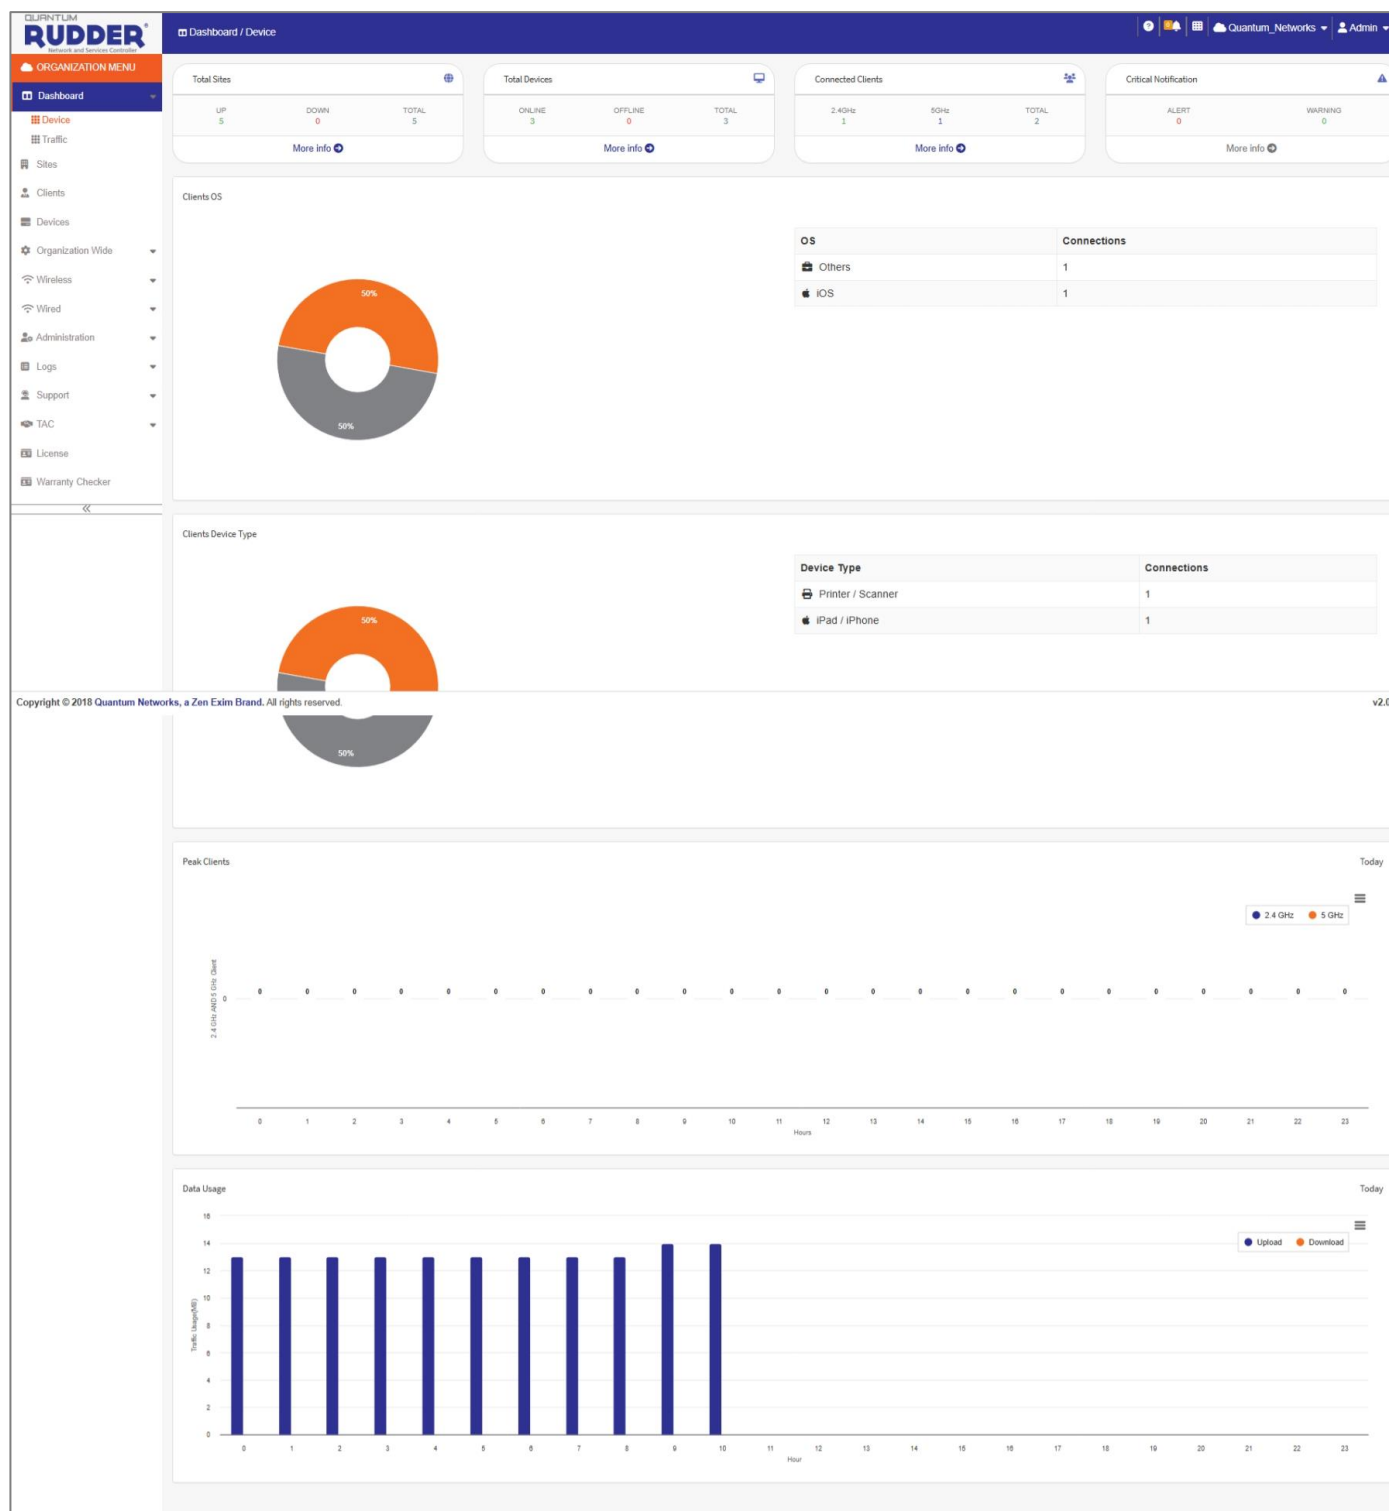 QUANTUM
RUDDER
Network and Services Controller
Dashboard / Device
Quantum_Networks
Admin
ORGANIZATION MENU
Dashboard
Device
Traffic
Sites
Clients
Devices
Organization Wide
Wireless
Wired
Administration
Logs
Support
TAC
License
Warranty Checker
Total Sites
UP DOWN TOTAL
5 0 5
More info
Total Devices
ONLINE OFFLINE TOTAL
3 0 3
More info
Connected Clients
2.4GHz 5GHz TOTAL
1 1 2
More info
Critical Notification
ALERT WARNING
0 0
More info
Clients OS
50%
50%
OS Connections
Others 1
iOS 1
Clients Device Type
50%
50%
Device Type Connections
Printer / Scanner 1
iPad / iPhone 1
Copyright © 2018 Quantum Networks, a Zen Exim Brand. All rights reserved.
v2.0
Peak Clients Today
2.4 GHz 5 GHz
2.4 GHz AND 5 GHz Client
0
0 0 0 0 0 0 0 0 0 0 0 0 0 0 0 0 0 0 0 0 0 0 0 0
0 1 2 3 4 5 6 7 8 9 10 11 12 13 14 15 16 17 18 19 20 21 22 23
Hours
Data Usage Today
Upload Download
Traffic Usage(MB)
16
14
12
10
8
6
4
2
0
0 1 2 3 4 5 6 7 8 9 10 11 12 13 14 15 16 17 18 19 20 21 22 23
Hour